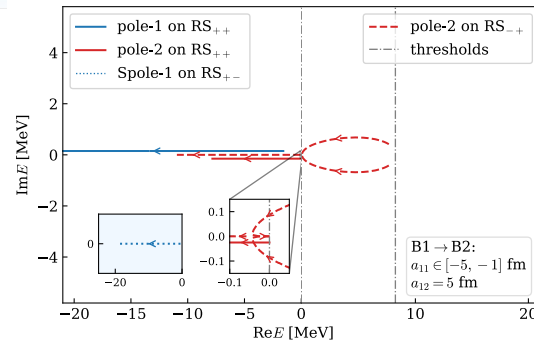 pole-1 on RS++
pole-2 on RS++
Spole-1 on RS+−
pole-2 on RS−+
thresholds
4
2
0
−2
−4
ImE [MeV]
0
−20
0
0.1
0.0
−0.1
−0.1
0.0
B1 → B2:
a11 ∈ [−5, −1] fm
a12 = 5 fm
−20
−15
−10
−5
0
5
10
15
20
ReE [MeV]